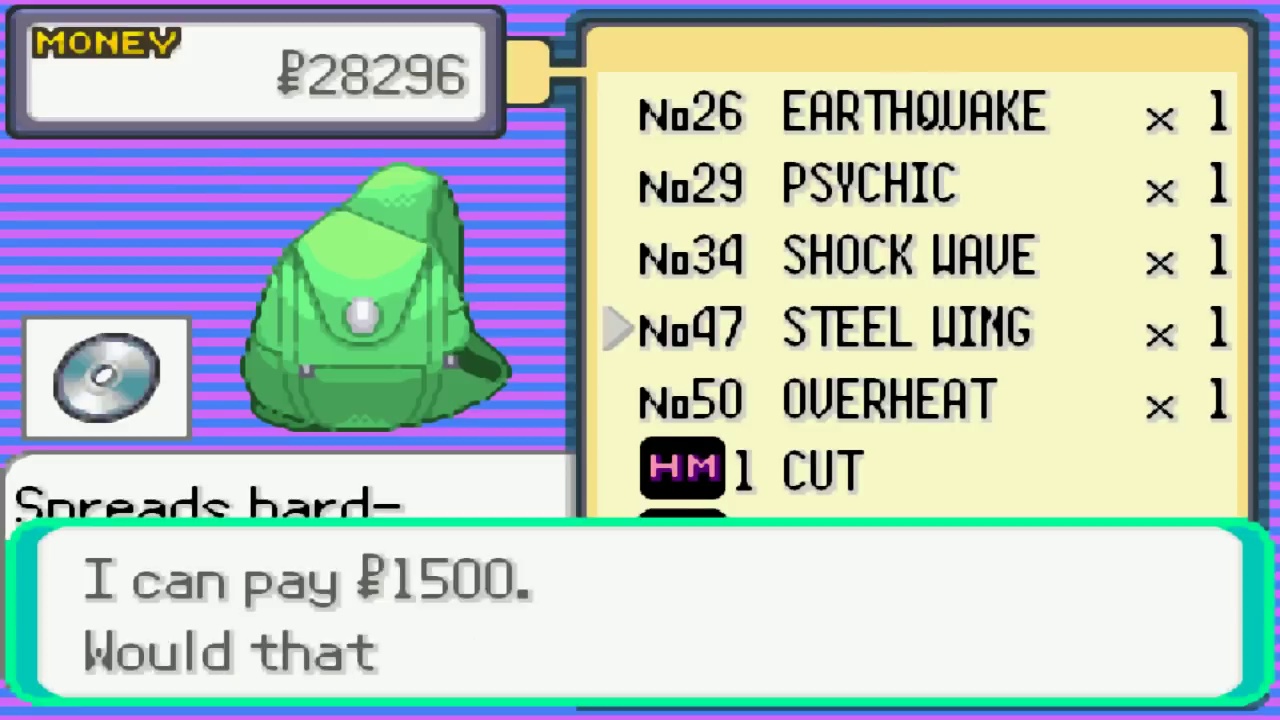 MONEY
₽28296
No26 EARTHQUAKE × 1
No29 PSYCHIC × 1
No34 SHOCK WAVE × 1
No47 STEEL WING × 1
No50 OVERHEAT × 1
HM1 CUT
Spreads hard-
I can pay ₽1500.
Would that